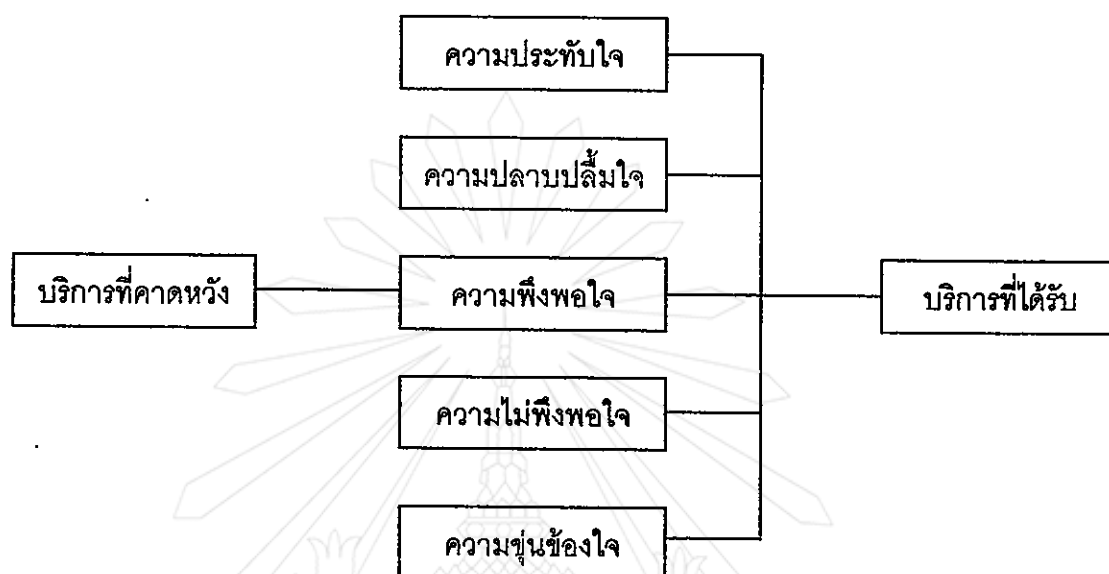 ความประทับใจ
ความปลาบปลื้มใจ
บริการที่คาดหวัง
ความพึงพอใจ
บริการที่ได้รับ
ความไม่พึงพอใจ
ความขุ่นข้องใจ